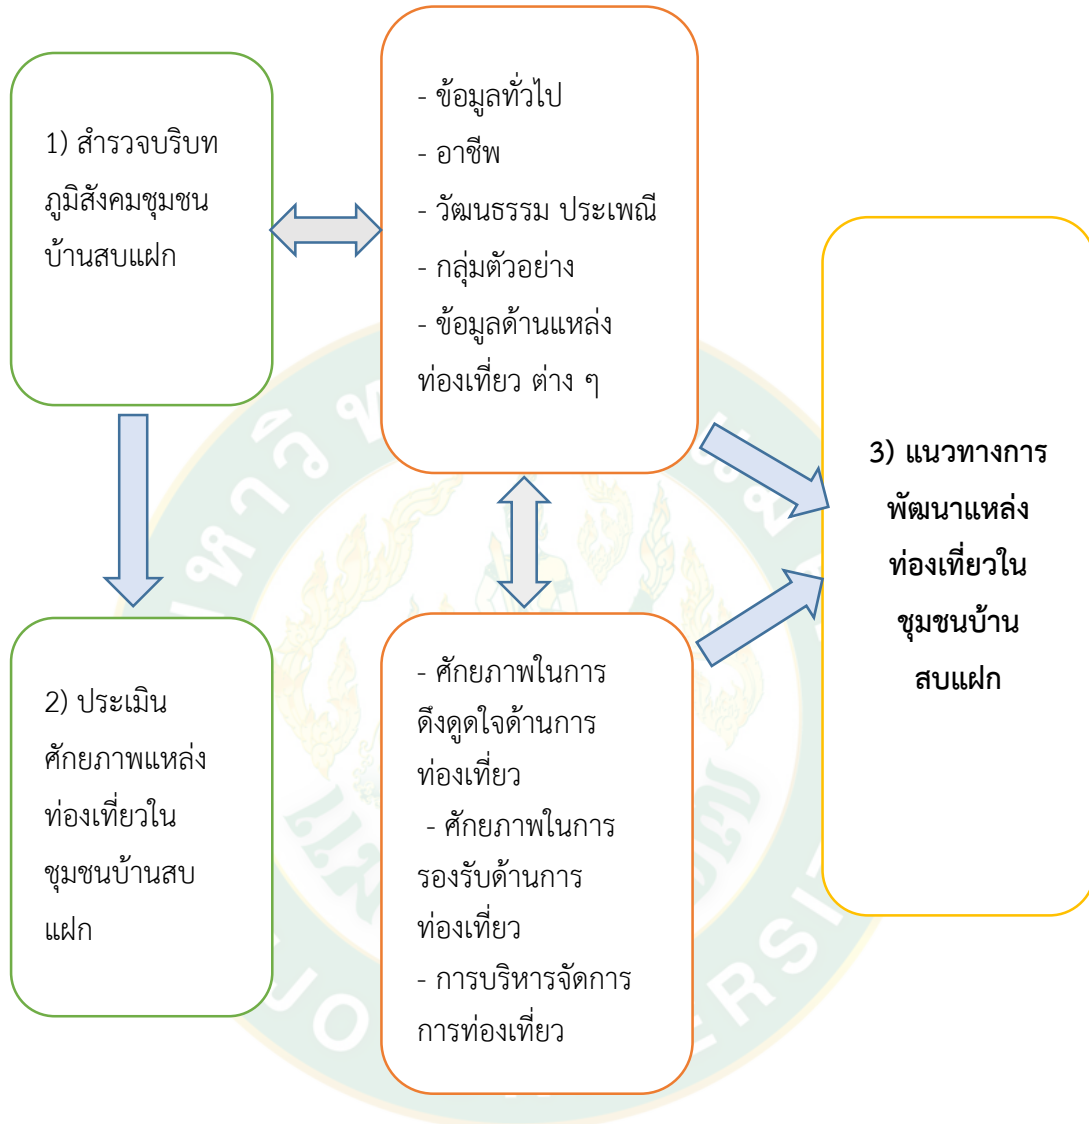 1) สำรวจบริบท
ภูมิสังคมชุมชน
บ้านสบแฝก
- ข้อมูลทั่วไป
- อาชีพ
- วัฒนธรรม ประเพณี
- กลุ่มตัวอย่าง
- ข้อมูลด้านแหล่ง
ท่องเที่ยว ต่าง ๆ
2) ประเมิน
ศักยภาพแหล่ง
ท่องเที่ยวใน
ชุมชนบ้านสบ
แฝก
- ศักยภาพในการ
ดึงดูดใจด้านการ
ท่องเที่ยว
- ศักยภาพในการ
รองรับด้านการ
ท่องเที่ยว
- การบริหารจัดการ
การท่องเที่ยว
3) แนวทางการ
พัฒนาแหล่ง
ท่องเที่ยวใน
ชุมชนบ้าน
สบแฝก